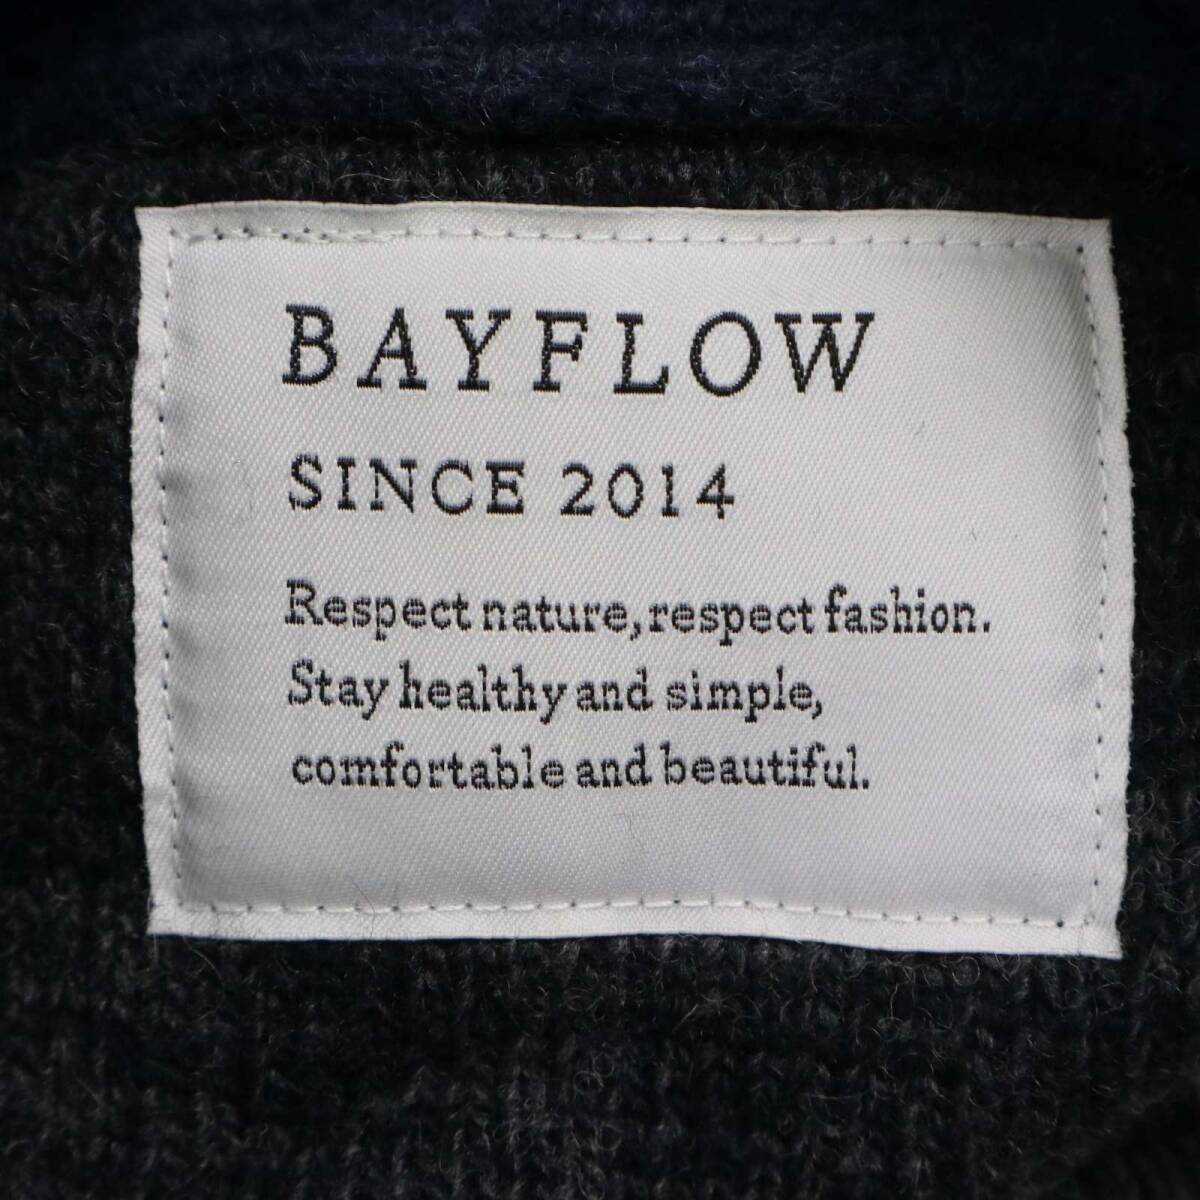 BAYFLOW
SINCE 2014
Respect nature, respect fashion.
Stay healthy and simple,
comfortable and beautiful.